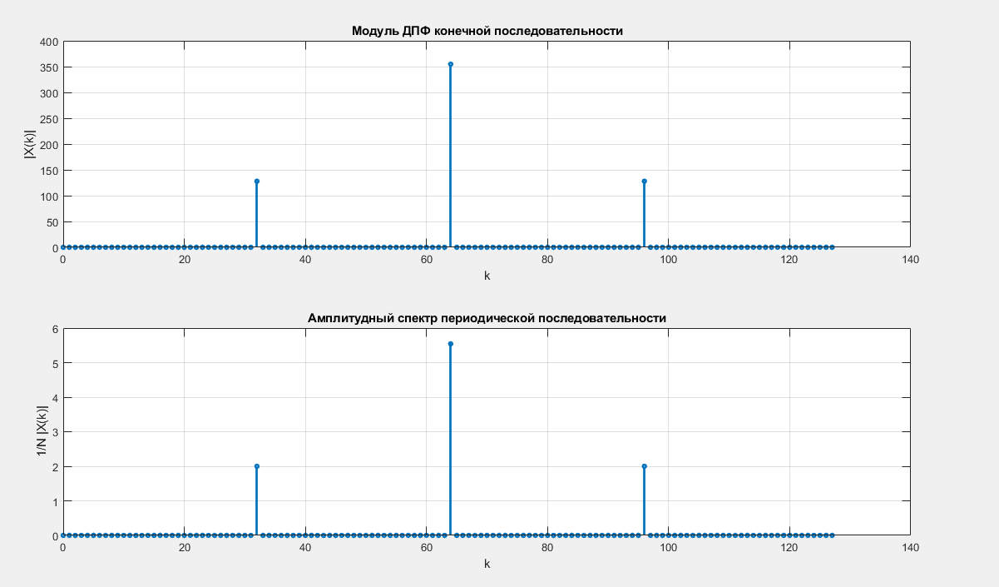 Модуль ДПФ конечной последовательности
400
350
300
250
200
150
100
50
0
|X(k)|
0 20 40 60 80 100 120 140
k
Амплитудный спектр периодической последовательности
6
5
4
3
2
1
0
1/N |X(k)|
0 20 40 60 80 100 120 140
k